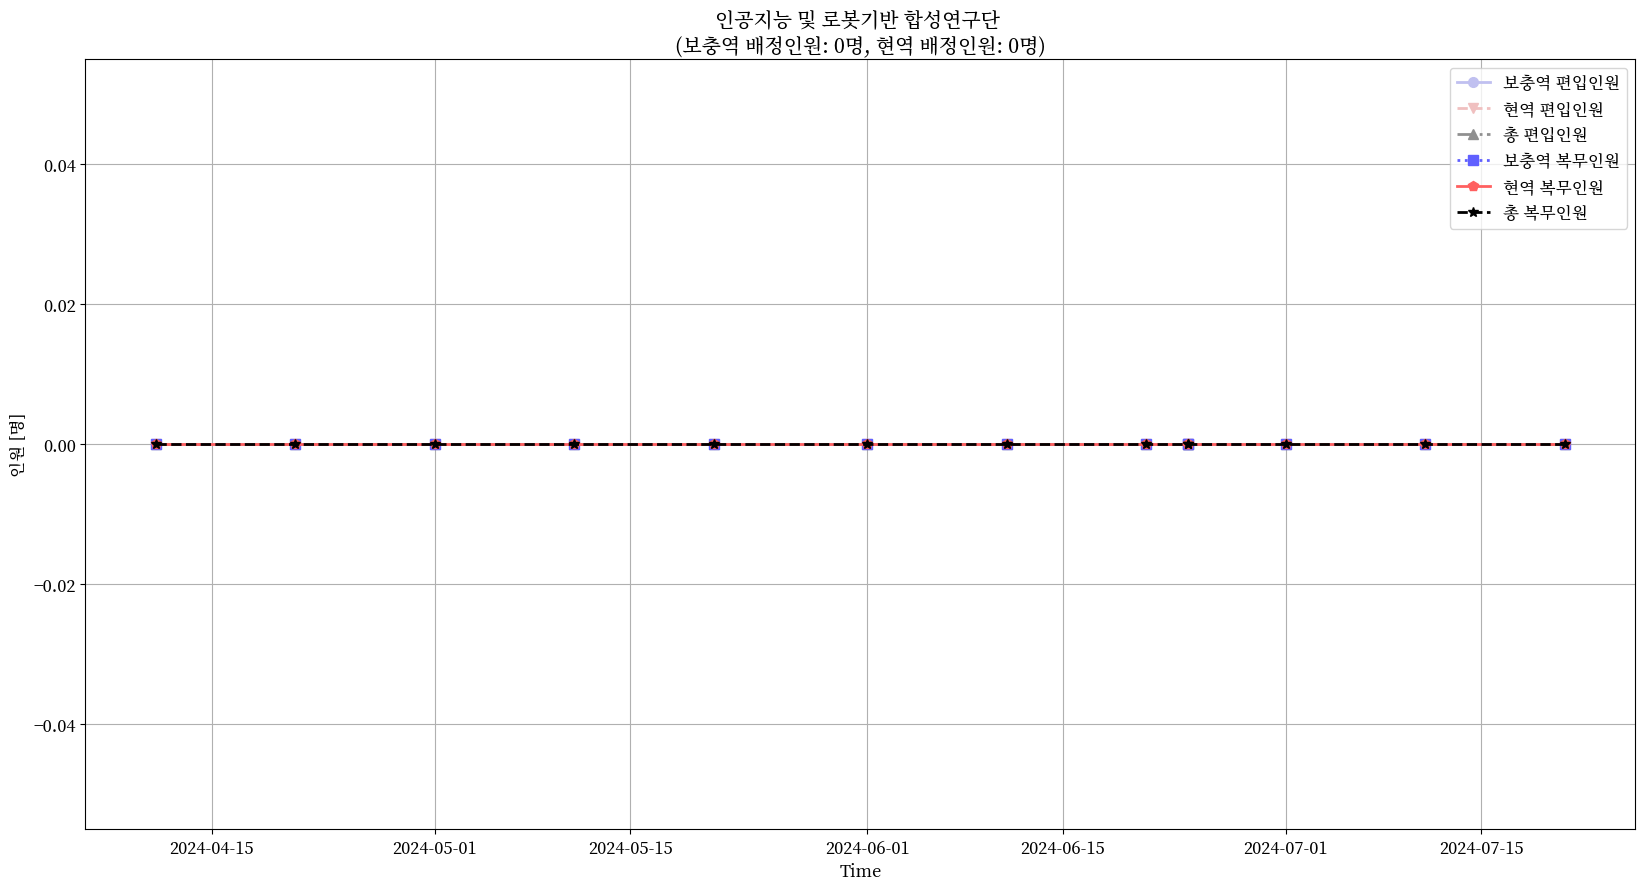 인공지능 및 로봇기반 합성연구단
(보충역 배정인원: 0명, 현역 배정인원: 0명)
보충역 편입인원
현역 편입인원
총 편입인원
보충역 복무인원
현역 복무인원
총 복무인원
인원 [명]
0.04
0.02
0.00
−0.02
−0.04
2024-04-15
2024-05-01
2024-05-15
2024-06-01
2024-06-15
2024-07-01
2024-07-15
Time